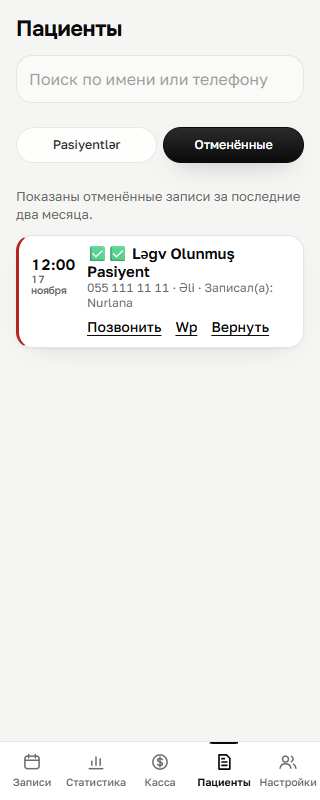 Пациенты
Поиск по имени или телефону
Pasiyentlər
Отменённые
Показаны отменённые записи за последние
два месяца.
12:00
17
ноября
✅ ✅ Ləgv Olunmuş
Pasiyent
055 111 11 11 · Əli · Записал(а):
Nurlana
Позвонить Wp Вернуть
Записи Статистика Касса Пациенты Настройки